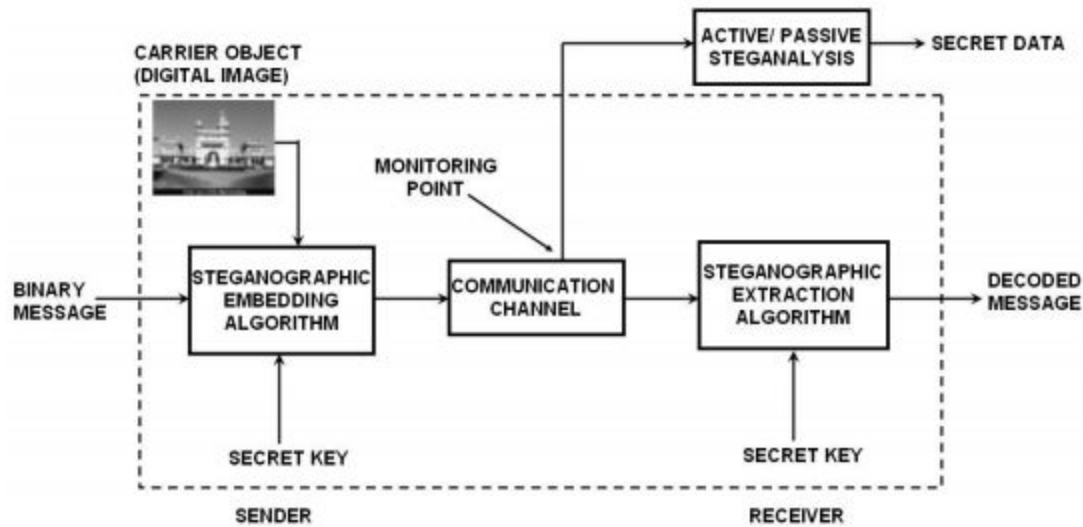 CARRIER OBJECT
(DIGITAL IMAGE)
ACTIVE/ PASSIVE
STEGANALYSIS
SECRET DATA
MONITORING
POINT
BINARY
MESSAGE
STEGANOGRAPHIC
EMBEDDING
ALGORITHM
COMMUNICATION
CHANNEL
STEGANOGRAPHIC
EXTRACTION
ALGORITHM
DECODED
MESSAGE
SECRET KEY
SECRET KEY
SENDER
RECEIVER